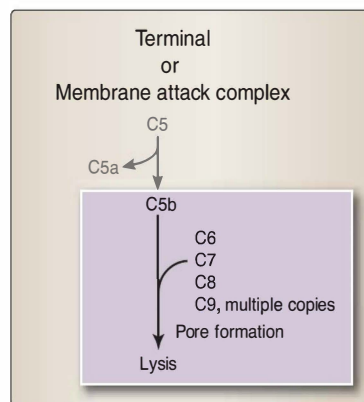 Terminal
or
Membrane attack complex
C5
C5a
C5b
C6
C7
C8
C9, multiple copies
Pore formation
Lysis